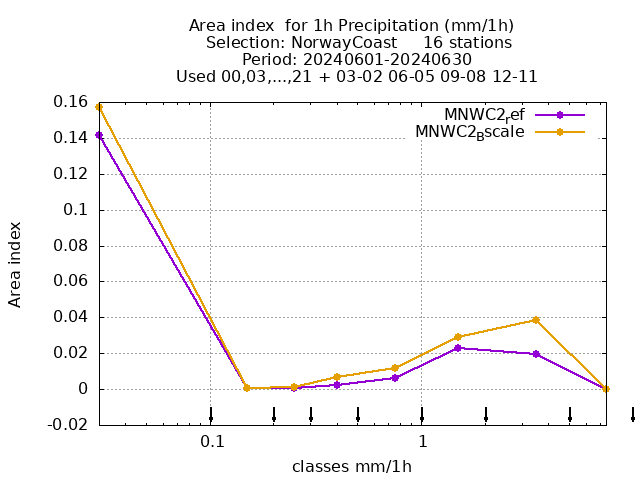 Area index  for 1h Precipitation (mm/1h)
Selection: NorwayCoast     16 stations
Period: 20240601-20240630
Used 00,03,...,21 + 03-02 06-05 09-08 12-11
MNWC2ref
MNWC2Bscale
0.16
0.14
0.12
0.1
0.08
0.06
0.04
0.02
0
-0.02
Area index
0.1
1
classes mm/1h